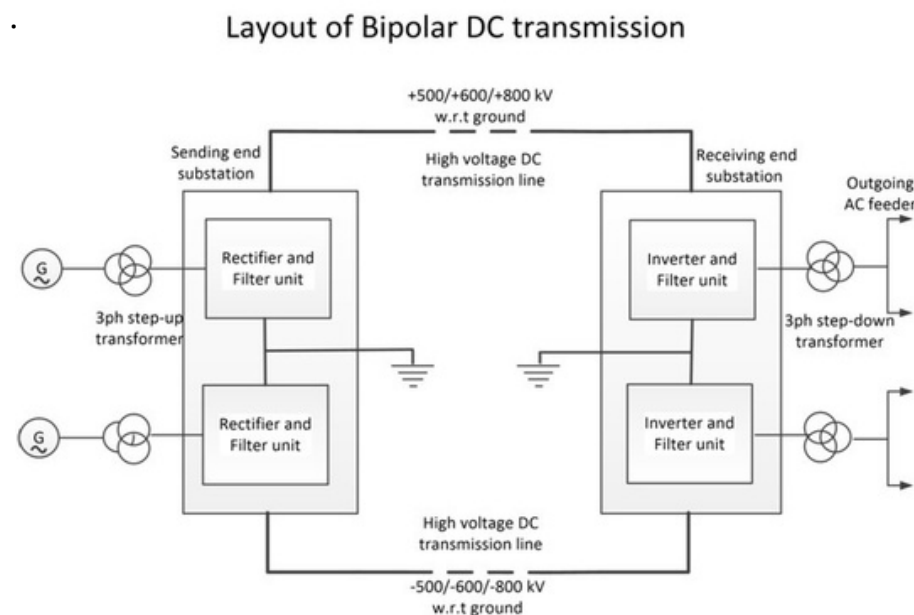 Layout of Bipolar DC transmission
+500/+600/+800 kV
w.r.t ground
Sending end
substation
High voltage DC
transmission line
Receiving end
substation
Outgoing
AC feeder
G
Rectifier and
Filter unit
Inverter and
Filter unit
3ph step-up
transformer
3ph step-down
transformer
G
Rectifier and
Filter unit
Inverter and
Filter unit
High voltage DC
transmission line
-500/-600/-800 kV
w.r.t ground